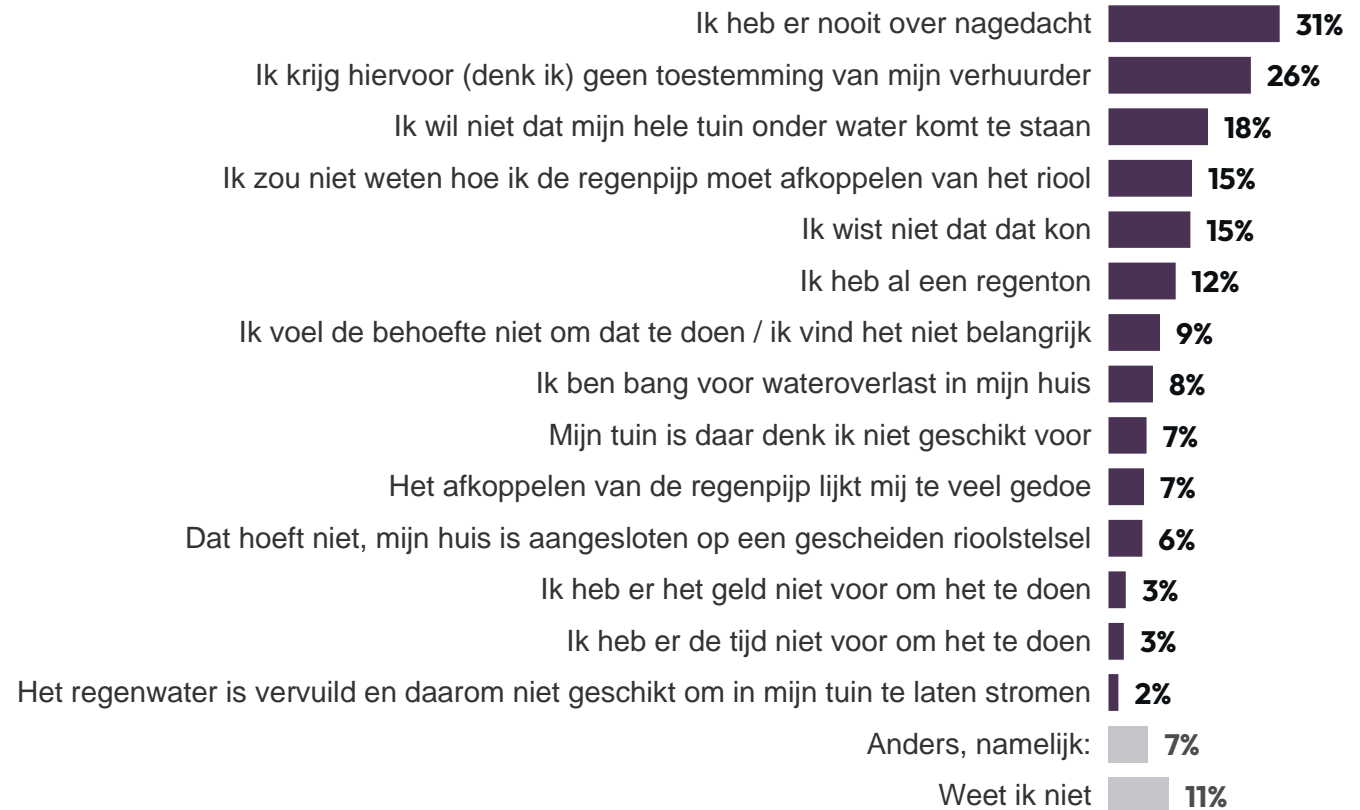 Ik heb er nooit over nagedacht 31%
Ik krijg hiervoor (denk ik) geen toestemming van mijn verhuurder 26%
Ik wil niet dat mijn hele tuin onder water komt te staan 18%
Ik zou niet weten hoe ik de regenpijp moet afkoppelen van het riool 15%
Ik wist niet dat dat kon 15%
Ik heb al een regenton 12%
Ik voel de behoefte niet om dat te doen / ik vind het niet belangrijk 9%
Ik ben bang voor wateroverlast in mijn huis 8%
Mijn tuin is daar denk ik niet geschikt voor 7%
Het afkoppelen van de regenpijp lijkt mij te veel gedoe 7%
Dat hoeft niet, mijn huis is aangesloten op een gescheiden rioolstelsel 6%
Ik heb er het geld niet voor om het te doen 3%
Ik heb er de tijd niet voor om het te doen 3%
Het regenwater is vervuild en daarom niet geschikt om in mijn tuin te laten stromen 2%
Anders, namelijk: 7%
Weet ik niet 11%